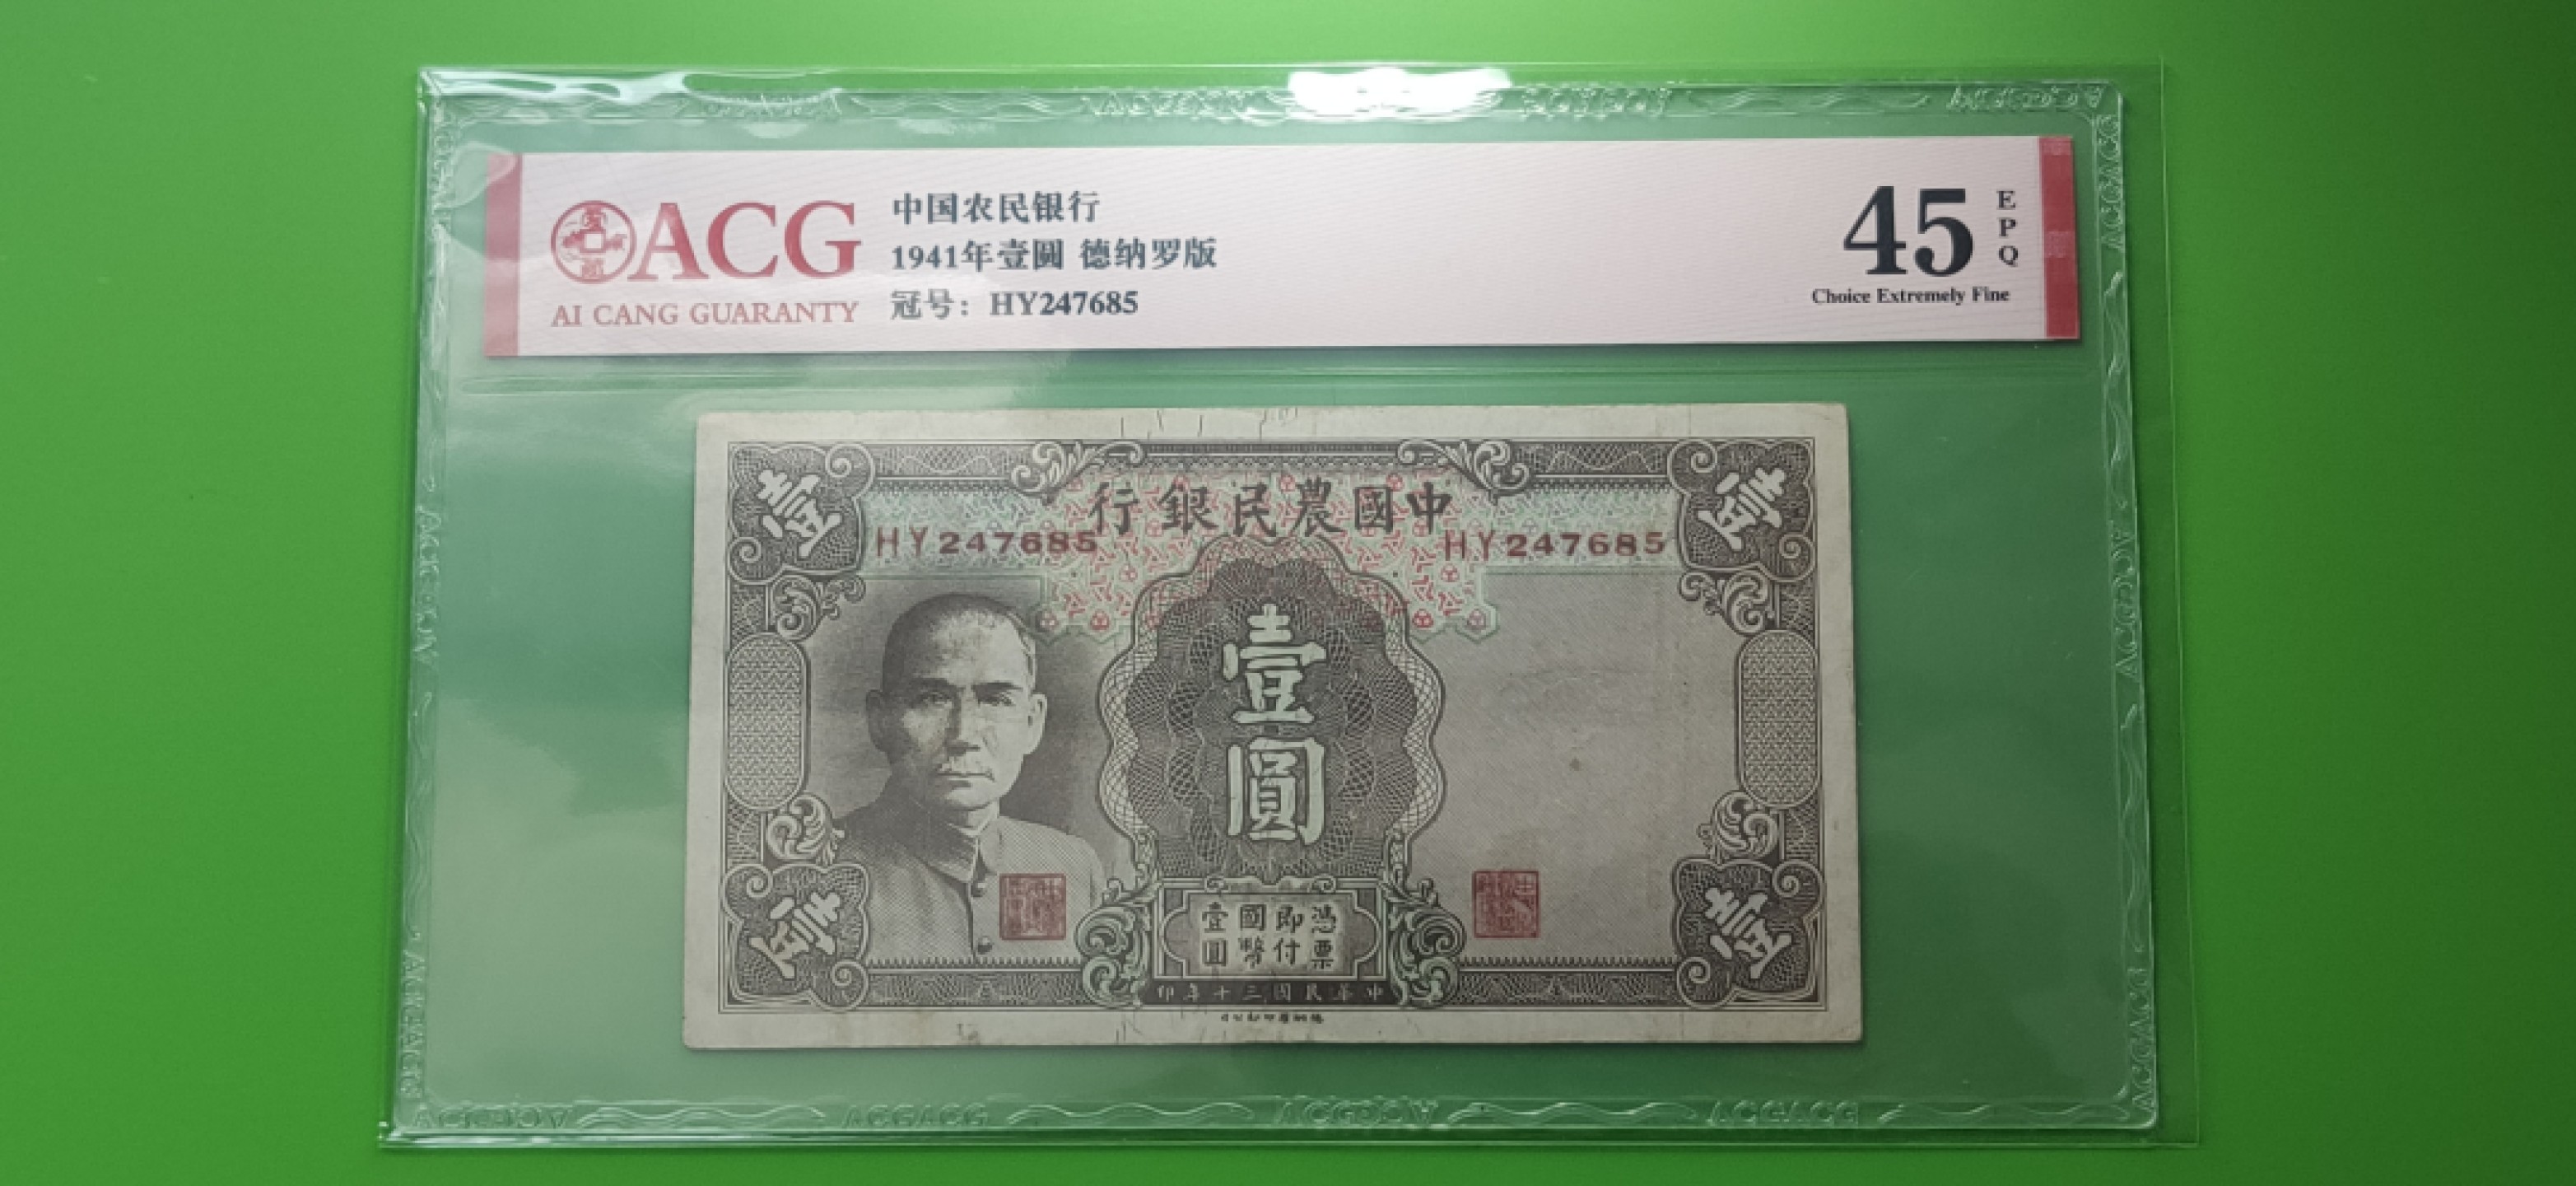 ACG
AI CANG GUARANTY
中国农民银行
1941年壹圆 德纳罗版
冠号：HY247685
45
EPQ
Choice Extremely Fine
壹
行銀民農國中
壹
HY247685
HY247685
壹
圓
憑票
即付
國幣
壹圓
壹
印年十三國民華中
壹
ACGACG
ACGACG